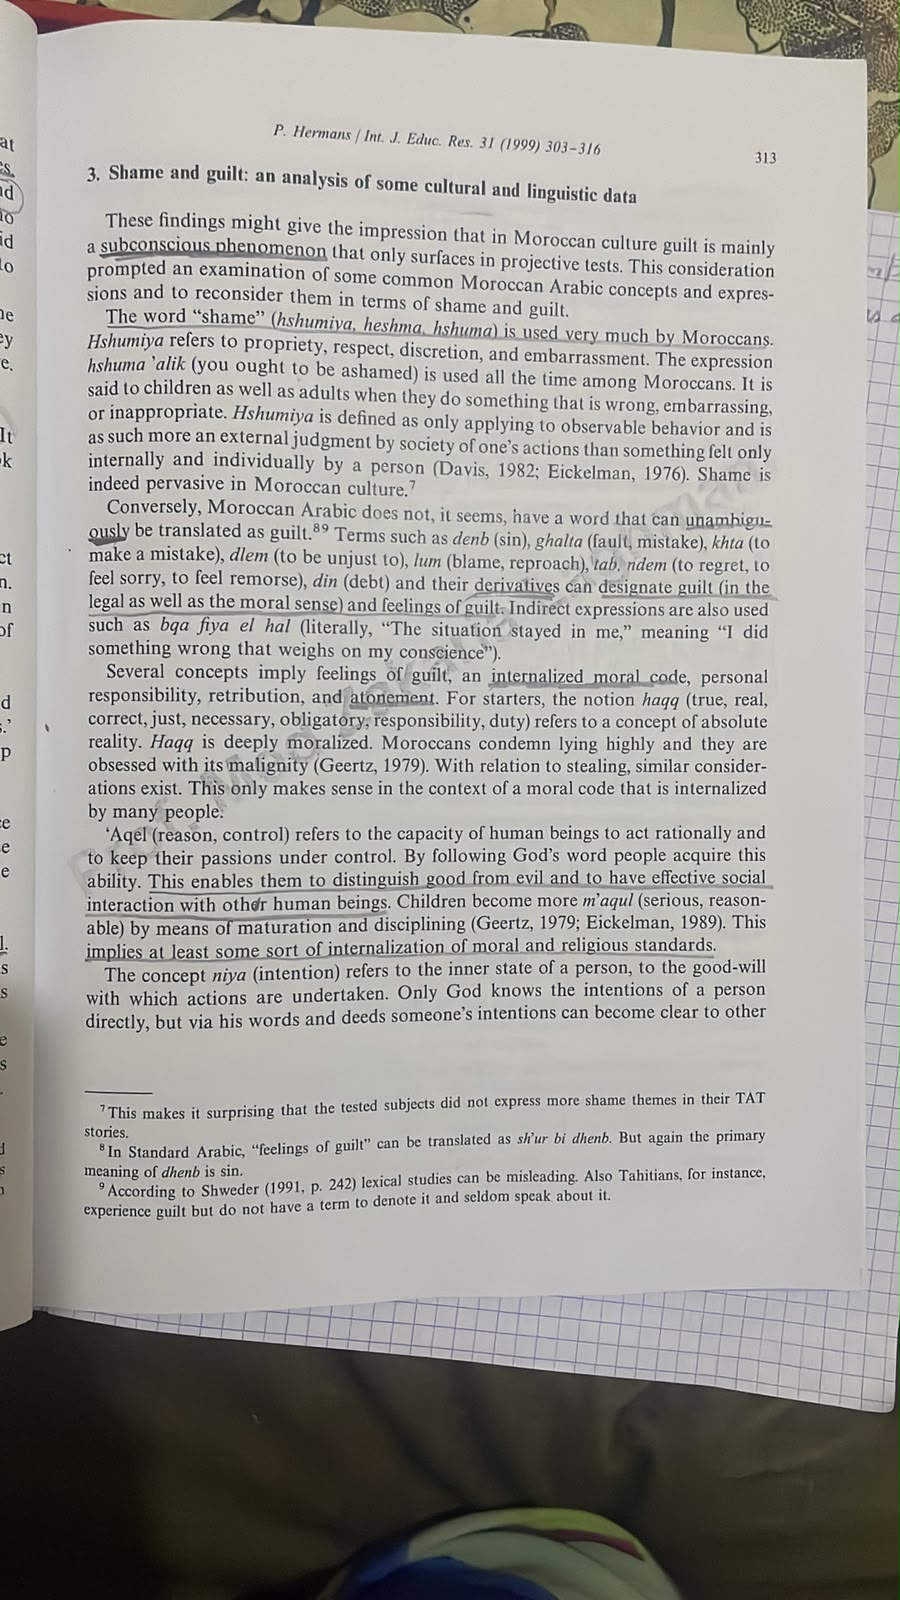 P. Hermans / Int. J. Educ. Res. 31 (1999) 303–316
313
3. Shame and guilt: an analysis of some cultural and linguistic data
These findings might give the impression that in Moroccan culture guilt is mainly
a subconscious phenomenon that only surfaces in projective tests. This consideration
prompted an examination of some common Moroccan Arabic concepts and expres-
sions and to reconsider them in terms of shame and guilt.
The word “shame” (hshumiya, heshma, hshuma) is used very much by Moroccans.
Hshumiya refers to propriety, respect, discretion, and embarrassment. The expression
hshuma 'alik (you ought to be ashamed) is used all the time among Moroccans. It is
said to children as well as adults when they do something that is wrong, embarrassing,
or inappropriate. Hshumiya is defined as only applying to observable behavior and is
as such more an external judgment by society of one’s actions than something felt only
internally and individually by a person (Davis, 1982; Eickelman, 1976). Shame is
indeed pervasive in Moroccan culture.7
Conversely, Moroccan Arabic does not, it seems, have a word that can unambigu-
ously be translated as guilt.89 Terms such as denb (sin), ghalta (fault, mistake), khta (to
make a mistake), dlem (to be unjust to), lum (blame, reproach), tab, ndem (to regret, to
feel sorry, to feel remorse), din (debt) and their derivatives can designate guilt (in the
legal as well as the moral sense) and feelings of guilt. Indirect expressions are also used
such as bqa fiya el hal (literally, “The situation stayed in me,” meaning “I did
something wrong that weighs on my conscience”).
Several concepts imply feelings of guilt, an internalized moral code, personal
responsibility, retribution, and atonement. For starters, the notion haqq (true, real,
correct, just, necessary, obligatory, responsibility, duty) refers to a concept of absolute
reality. Haqq is deeply moralized. Moroccans condemn lying highly and they are
obsessed with its malignity (Geertz, 1979). With relation to stealing, similar consider-
ations exist. This only makes sense in the context of a moral code that is internalized
by many people.
‘Aqel (reason, control) refers to the capacity of human beings to act rationally and
to keep their passions under control. By following God’s word people acquire this
ability. This enables them to distinguish good from evil and to have effective social
interaction with other human beings. Children become more m’aqul (serious, reason-
able) by means of maturation and disciplining (Geertz, 1979; Eickelman, 1989). This
implies at least some sort of internalization of moral and religious standards.
The concept niya (intention) refers to the inner state of a person, to the good-will
with which actions are undertaken. Only God knows the intentions of a person
directly, but via his words and deeds someone’s intentions can become clear to other
7 This makes it surprising that the tested subjects did not express more shame themes in their TAT
stories.
8 In Standard Arabic, “feelings of guilt” can be translated as sh’ur bi dhenb. But again the primary
meaning of dhenb is sin.
9 According to Shweder (1991, p. 242) lexical studies can be misleading. Also Tahitians, for instance,
experience guilt but do not have a term to denote it and seldom speak about it.